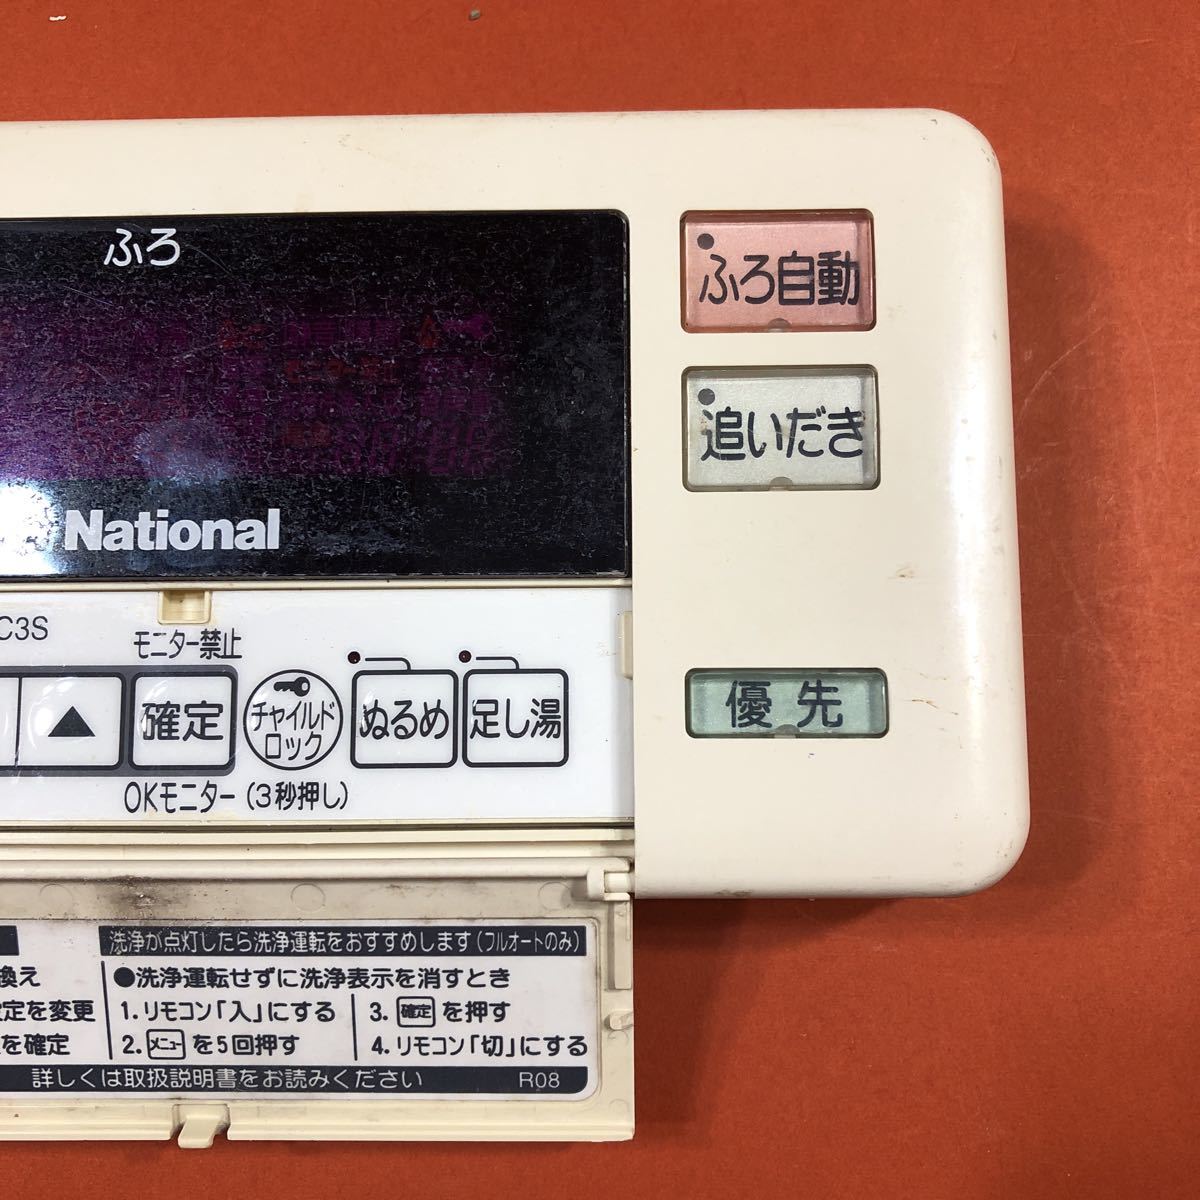 ふろ
ふろ自動
追いだき
National
C3S
モニター禁止
優先
▲
確定
チャイルド
ロック
ぬるめ
足し湯
OKモニター(3秒押し)
洗浄が点灯したら洗浄運転をおすすめします(フルオートのみ)
換え
定を変更
を確定
●洗浄運転せずに洗浄表示を消すとき
1.リモコン「入」にする
2.メニューを5回押す
3.確定を押す
4.リモコン「切」にする
詳しくは取扱説明書をお読みください
R08